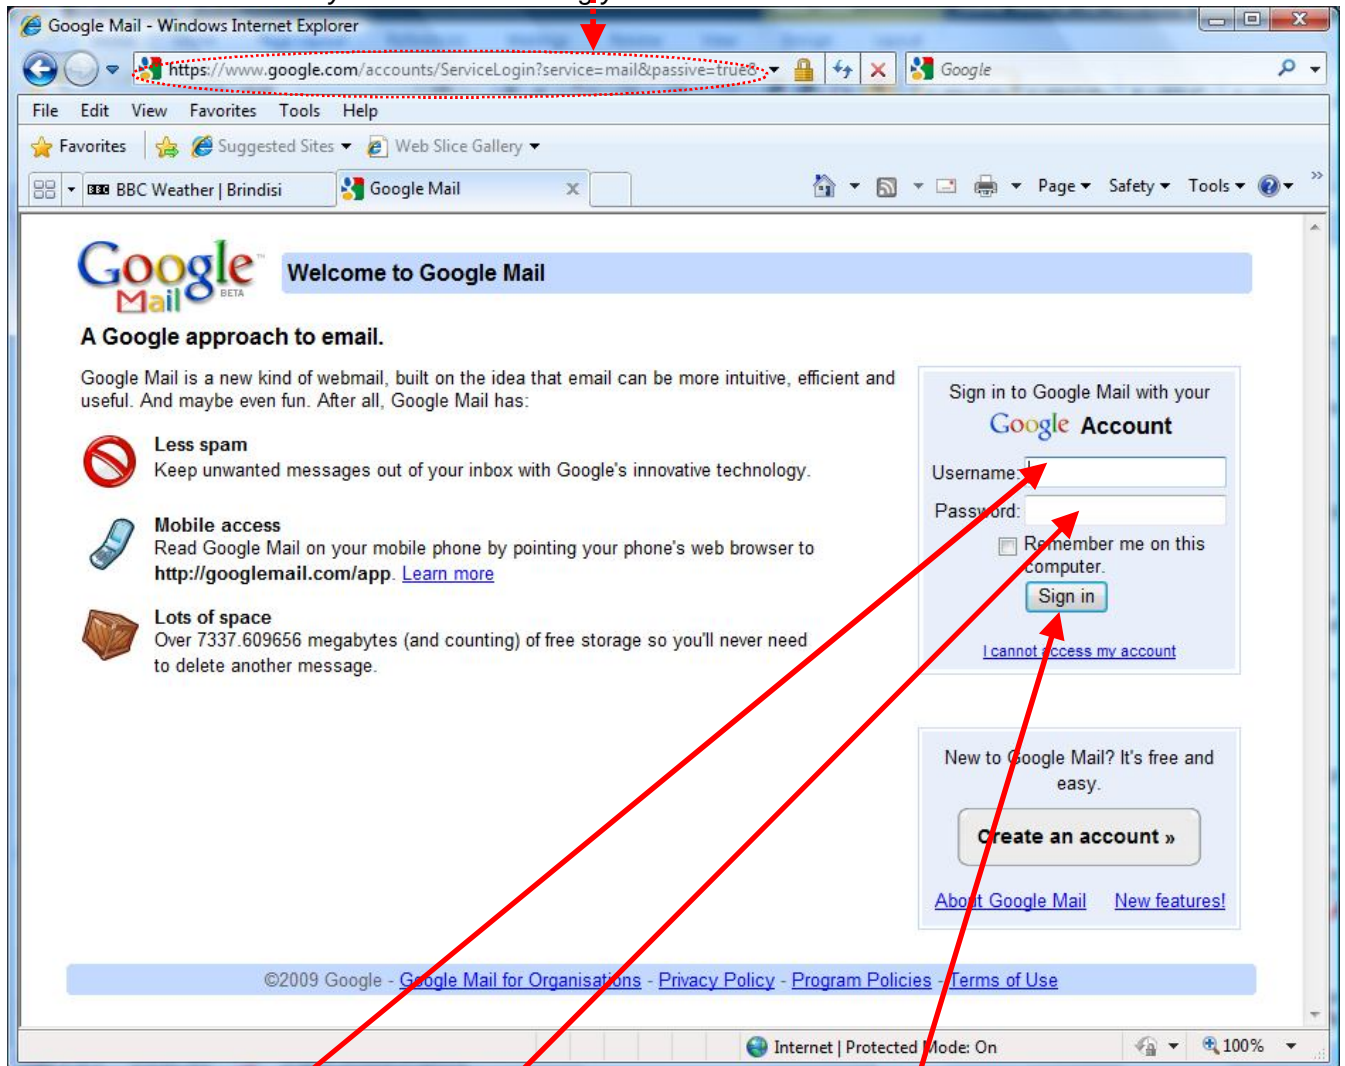 Google Mail - Windows Internet Explorer
https://www.google.com/accounts/ServiceLogin?service=mail&passive=true&
Google
File Edit View Favorites Tools Help
Favorites Suggested Sites Web Slice Gallery
BBC BBC Weather | Brindisi Google Mail Page Safety Tools
Google Mail BETA
Welcome to Google Mail
A Google approach to email.
Google Mail is a new kind of webmail, built on the idea that email can be more intuitive, efficient and
useful. And maybe even fun. After all, Google Mail has:
Less spam
Keep unwanted messages out of your inbox with Google's innovative technology.
Mobile access
Read Google Mail on your mobile phone by pointing your phone's web browser to
http://googlemail.com/app. Learn more
Lots of space
Over 7337.609656 megabytes (and counting) of free storage so you'll never need
to delete another message.
Sign in to Google Mail with your
Google Account
Username:
Password:
Remember me on this
computer.
Sign in
I cannot access my account
New to Google Mail? It's free and
easy.
Create an account »
About Google Mail New features!
©2009 Google - Google Mail for Organisations - Privacy Policy - Program Policies - Terms of Use
Internet | Protected Mode: On 100%